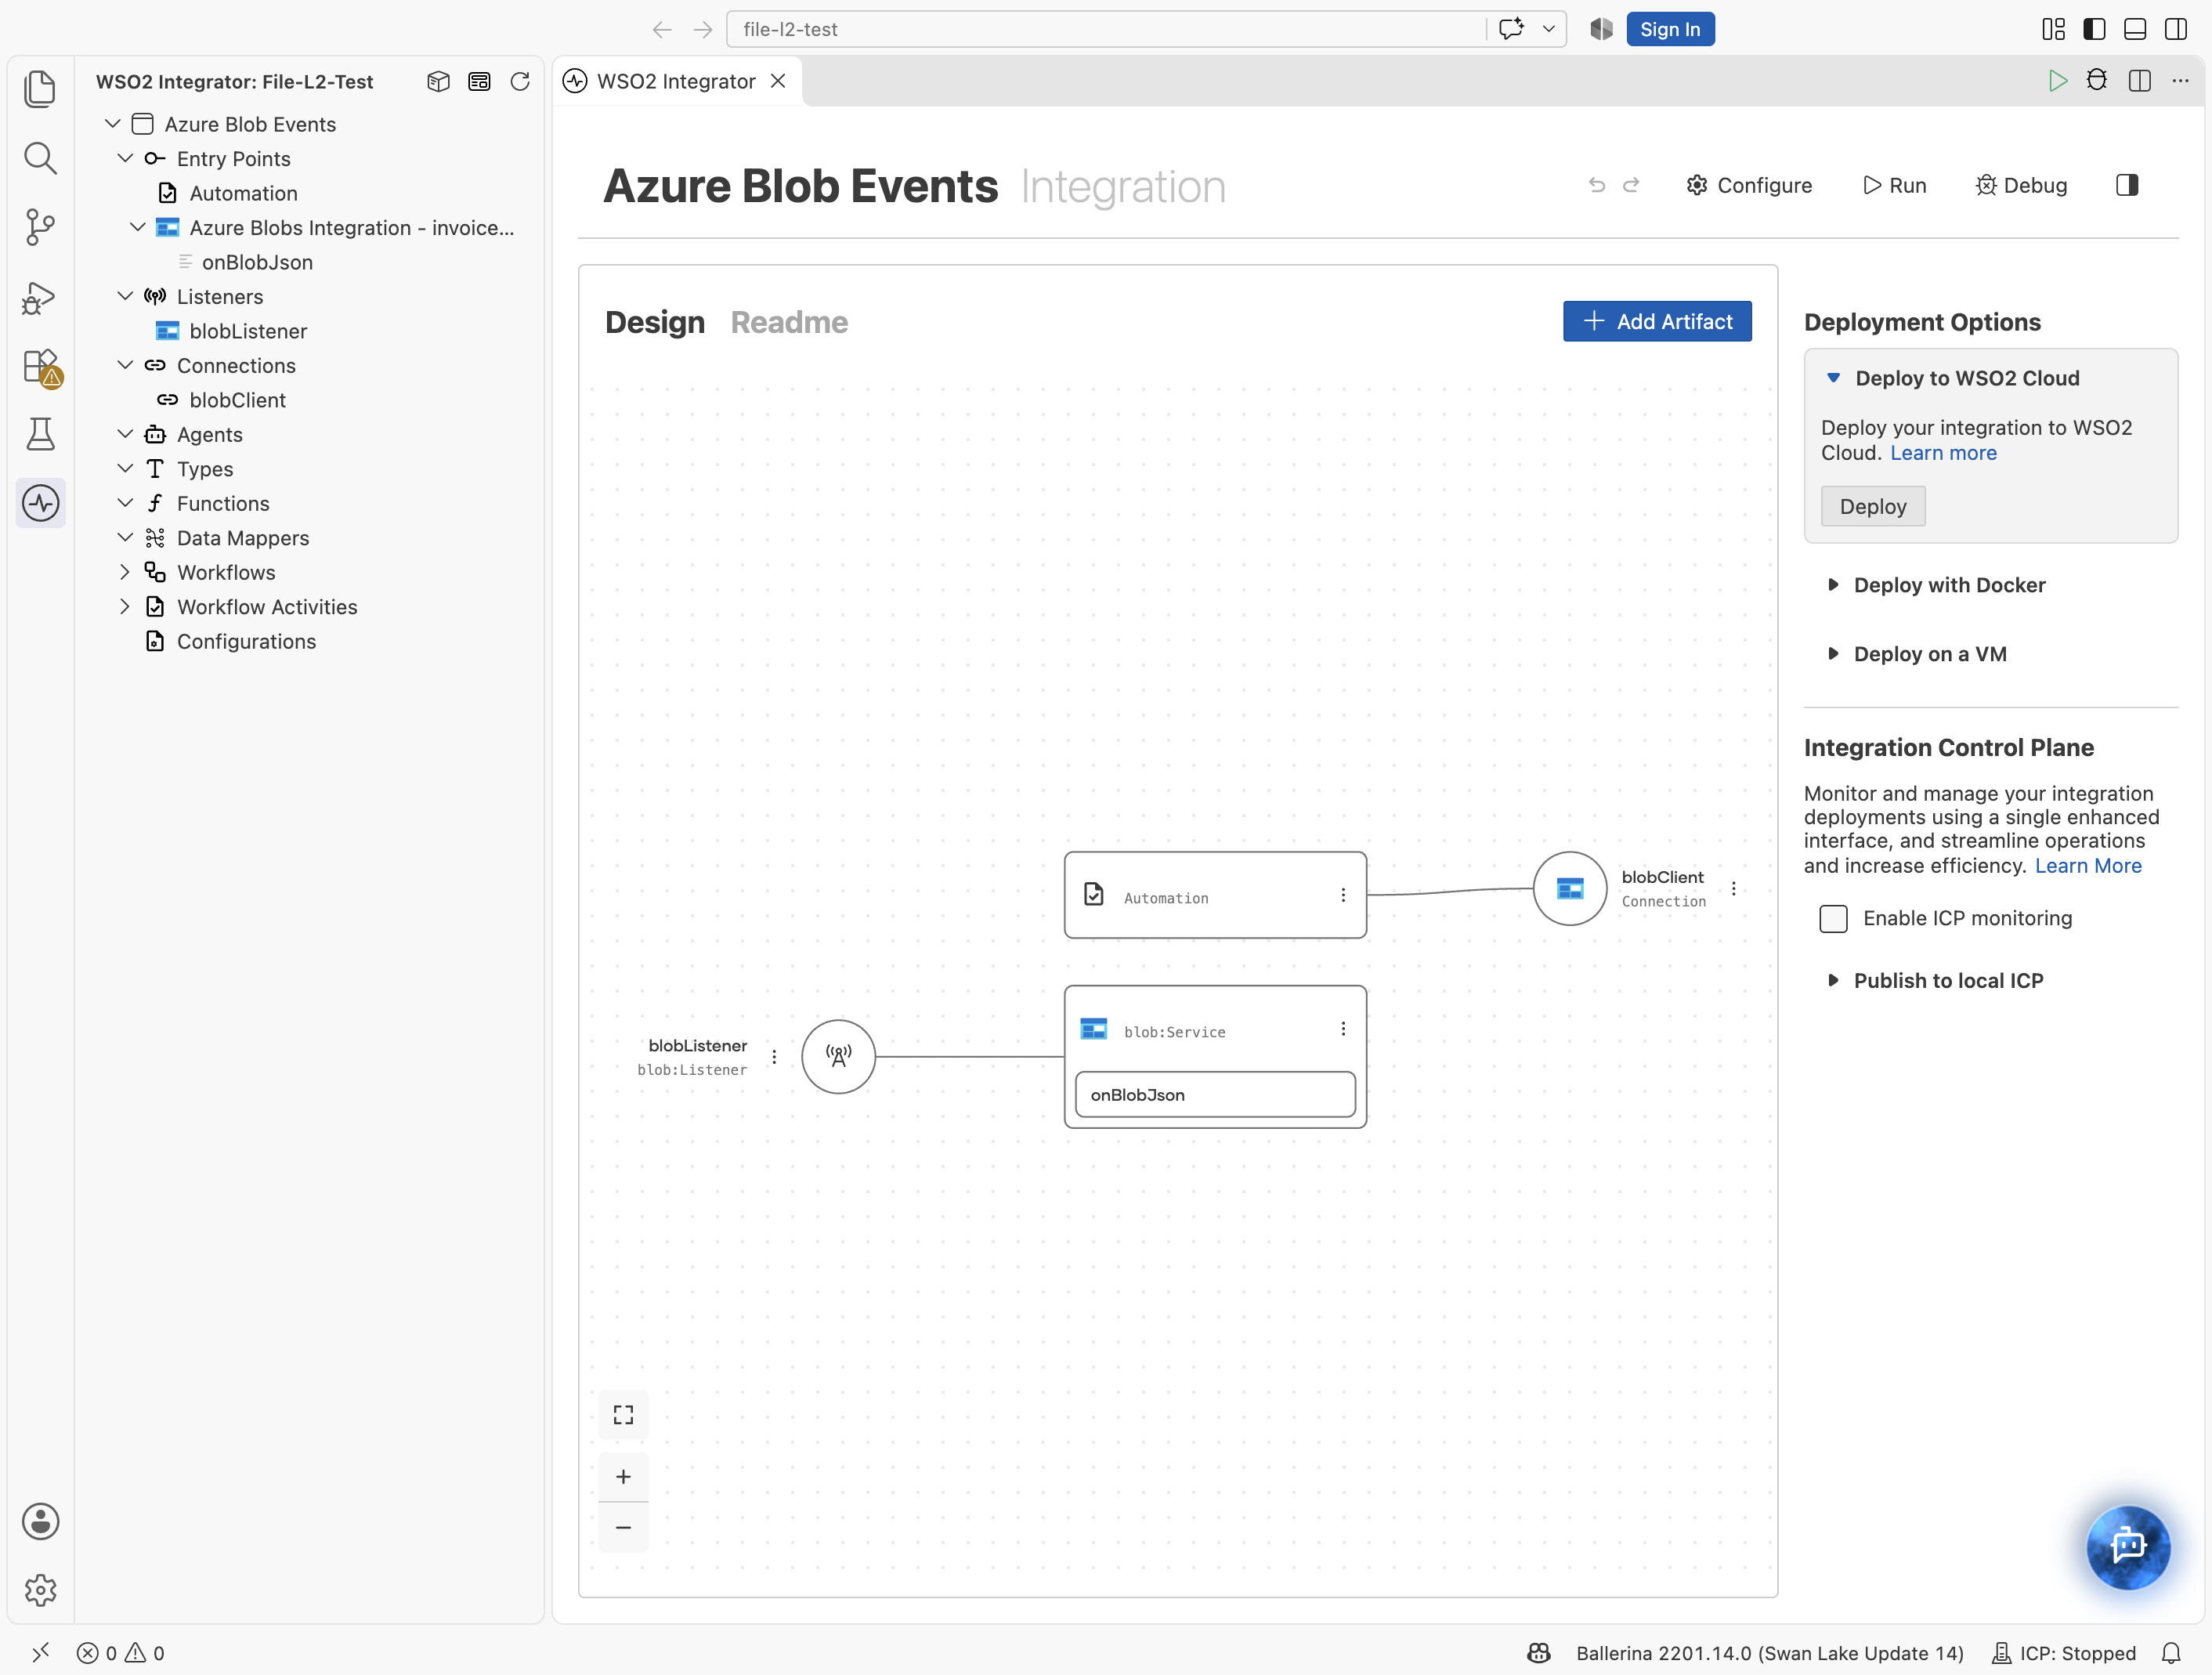 file-l2-test
Sign In
WSO2 Integrator: File-L2-Test
Azure Blob Events
Entry Points
Automation
Azure Blobs Integration - invoice...
onBlobJson
Listeners
blobListener
Connections
blobClient
Agents
Types
Functions
Data Mappers
Workflows
Workflow Activities
Configurations
WSO2 Integrator
Azure Blob Events Integration
Configure
Run
Debug
Design
Readme
Add Artifact
Automation
blobClient
Connection
blobListener
blob:Listener
blob:Service
onBlobJson
Deployment Options
Deploy to WSO2 Cloud
Deploy your integration to WSO2
Cloud. Learn more
Deploy
Deploy with Docker
Deploy on a VM
Integration Control Plane
Monitor and manage your integration
deployments using a single enhanced
interface, and streamline operations
and increase efficiency. Learn More
Enable ICP monitoring
Publish to local ICP
0
0
Ballerina 2201.14.0 (Swan Lake Update 14)
ICP: Stopped